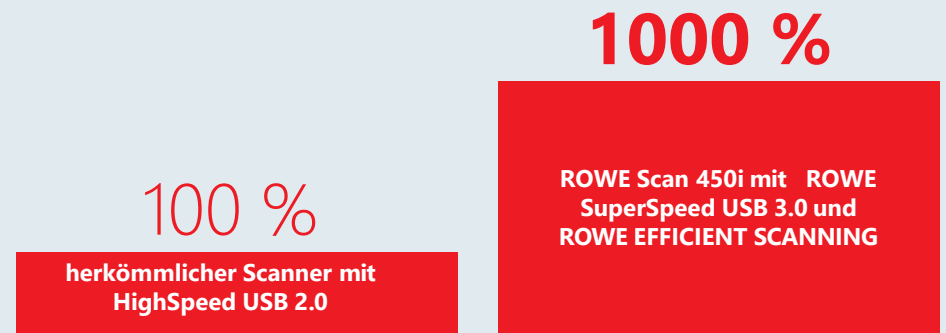 1000 %
100 %
herkömmlicher Scanner mit
HighSpeed USB 2.0
ROWE Scan 450i mit ROWE
SuperSpeed USB 3.0 und
ROWE EFFICIENT SCANNING